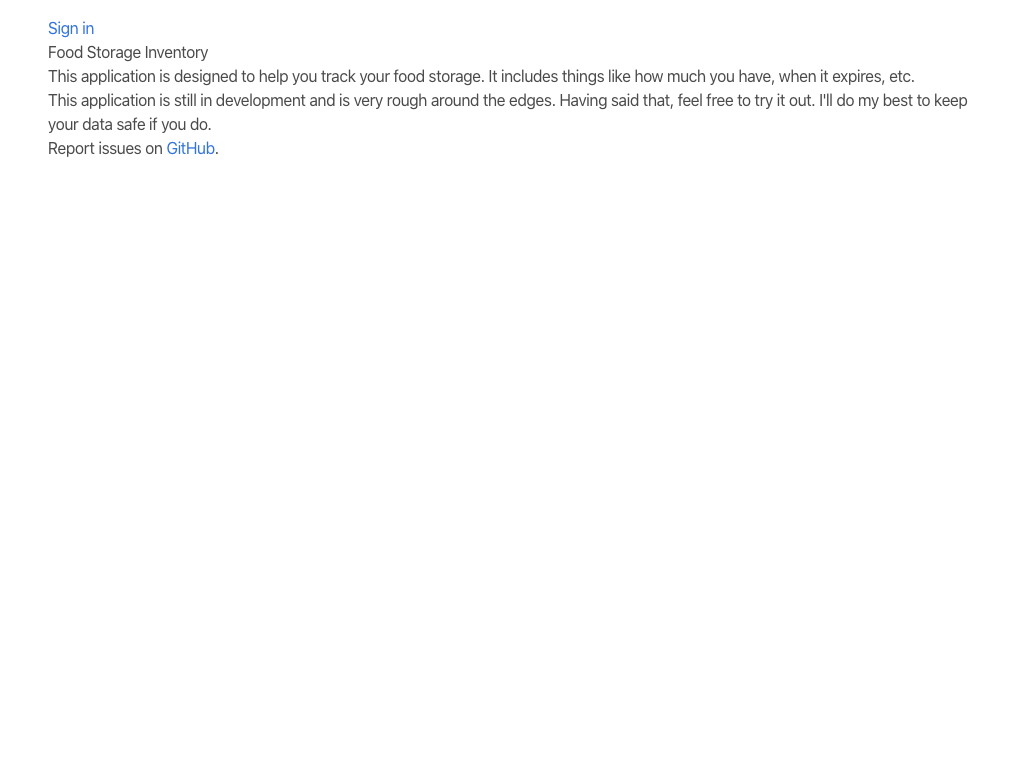 Sign in
Food Storage Inventory
This application is designed to help you track your food storage. It includes things like how much you have, when it expires, etc.
This application is still in development and is very rough around the edges. Having said that, feel free to try it out. I'll do my best to keep
your data safe if you do.
Report issues on GitHub.